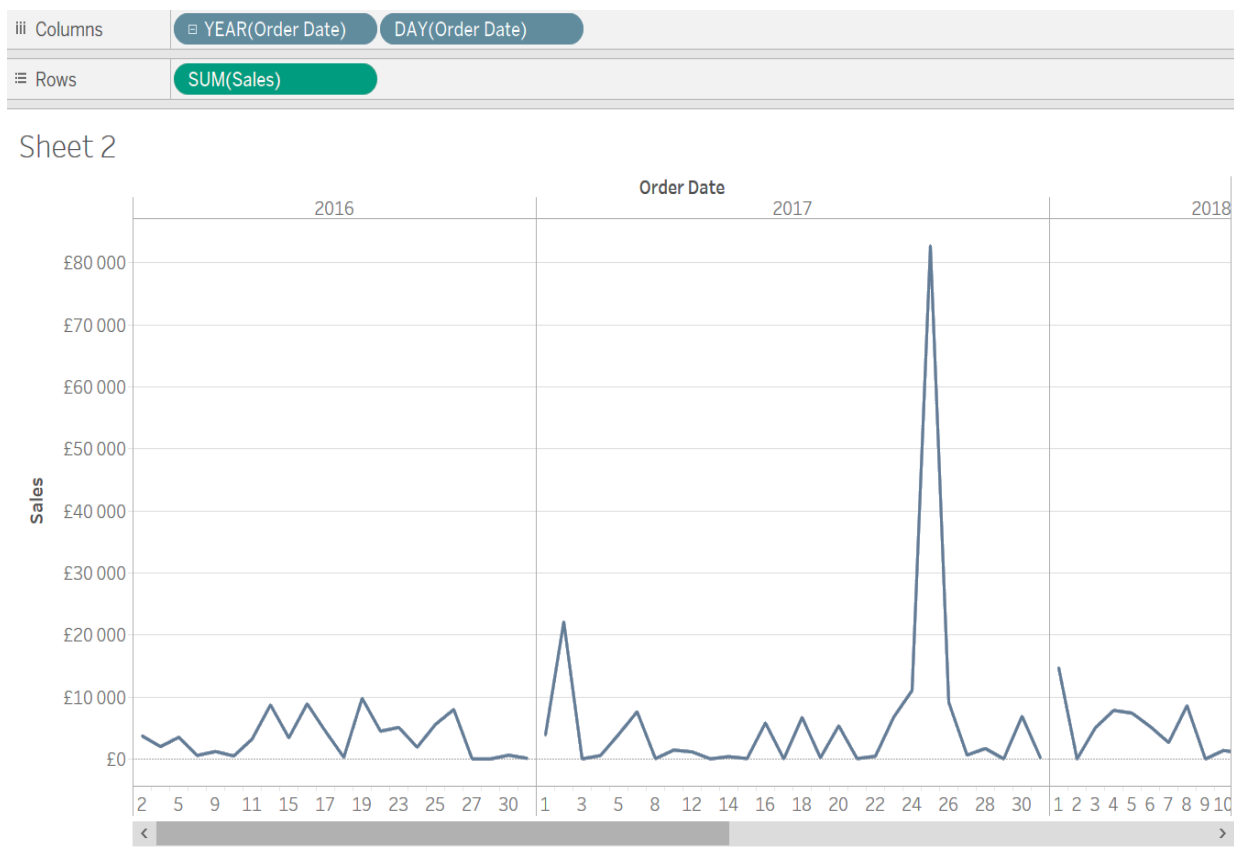 Columns YEAR(Order Date) DAY(Order Date)
Rows SUM(Sales)
Sheet 2
Order Date
2016 2017 2018
£80 000
£70 000
£60 000
£50 000
£40 000
£30 000
£20 000
£10 000
£0
Sales
2 5 9 11 15 17 19 23 25 27 30 1 3 5 8 12 14 16 18 20 22 24 26 28 30 1 2 3 4 5 6 7 8 9 10